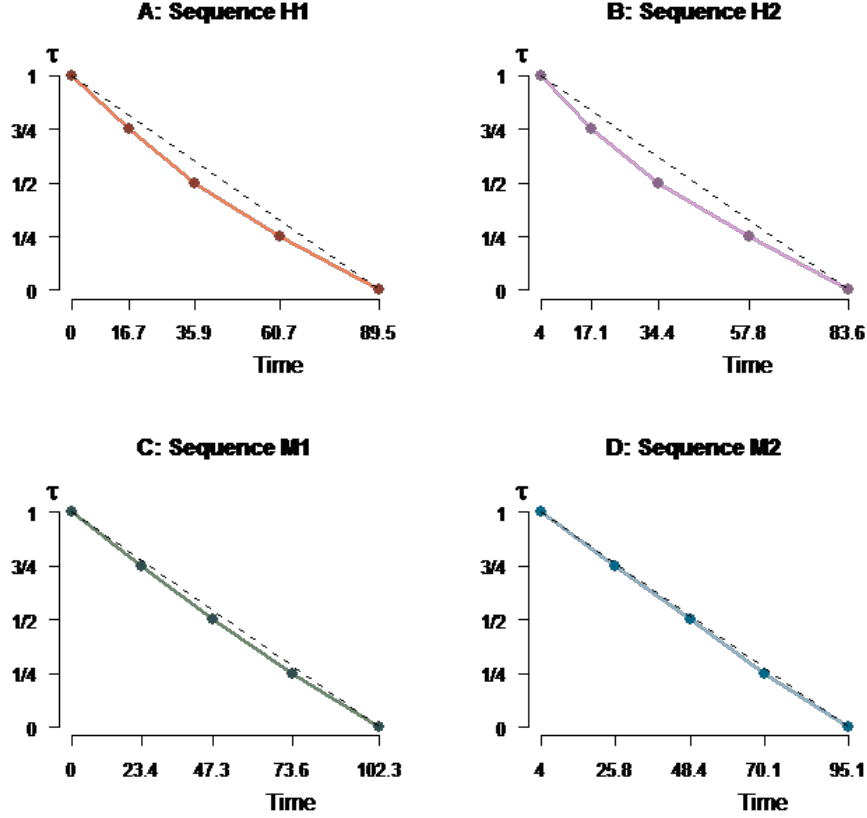 A: Sequence H1
τ
1
3/4
1/2
1/4
0
0 16.7 35.9 60.7 89.5
Time
B: Sequence H2
τ
1
3/4
1/2
1/4
0
4 17.1 34.4 57.8 83.6
Time
C: Sequence M1
τ
1
3/4
1/2
1/4
0
0 23.4 47.3 73.6 102.3
Time
D: Sequence M2
τ
1
3/4
1/2
1/4
0
4 25.8 48.4 70.1 95.1
Time